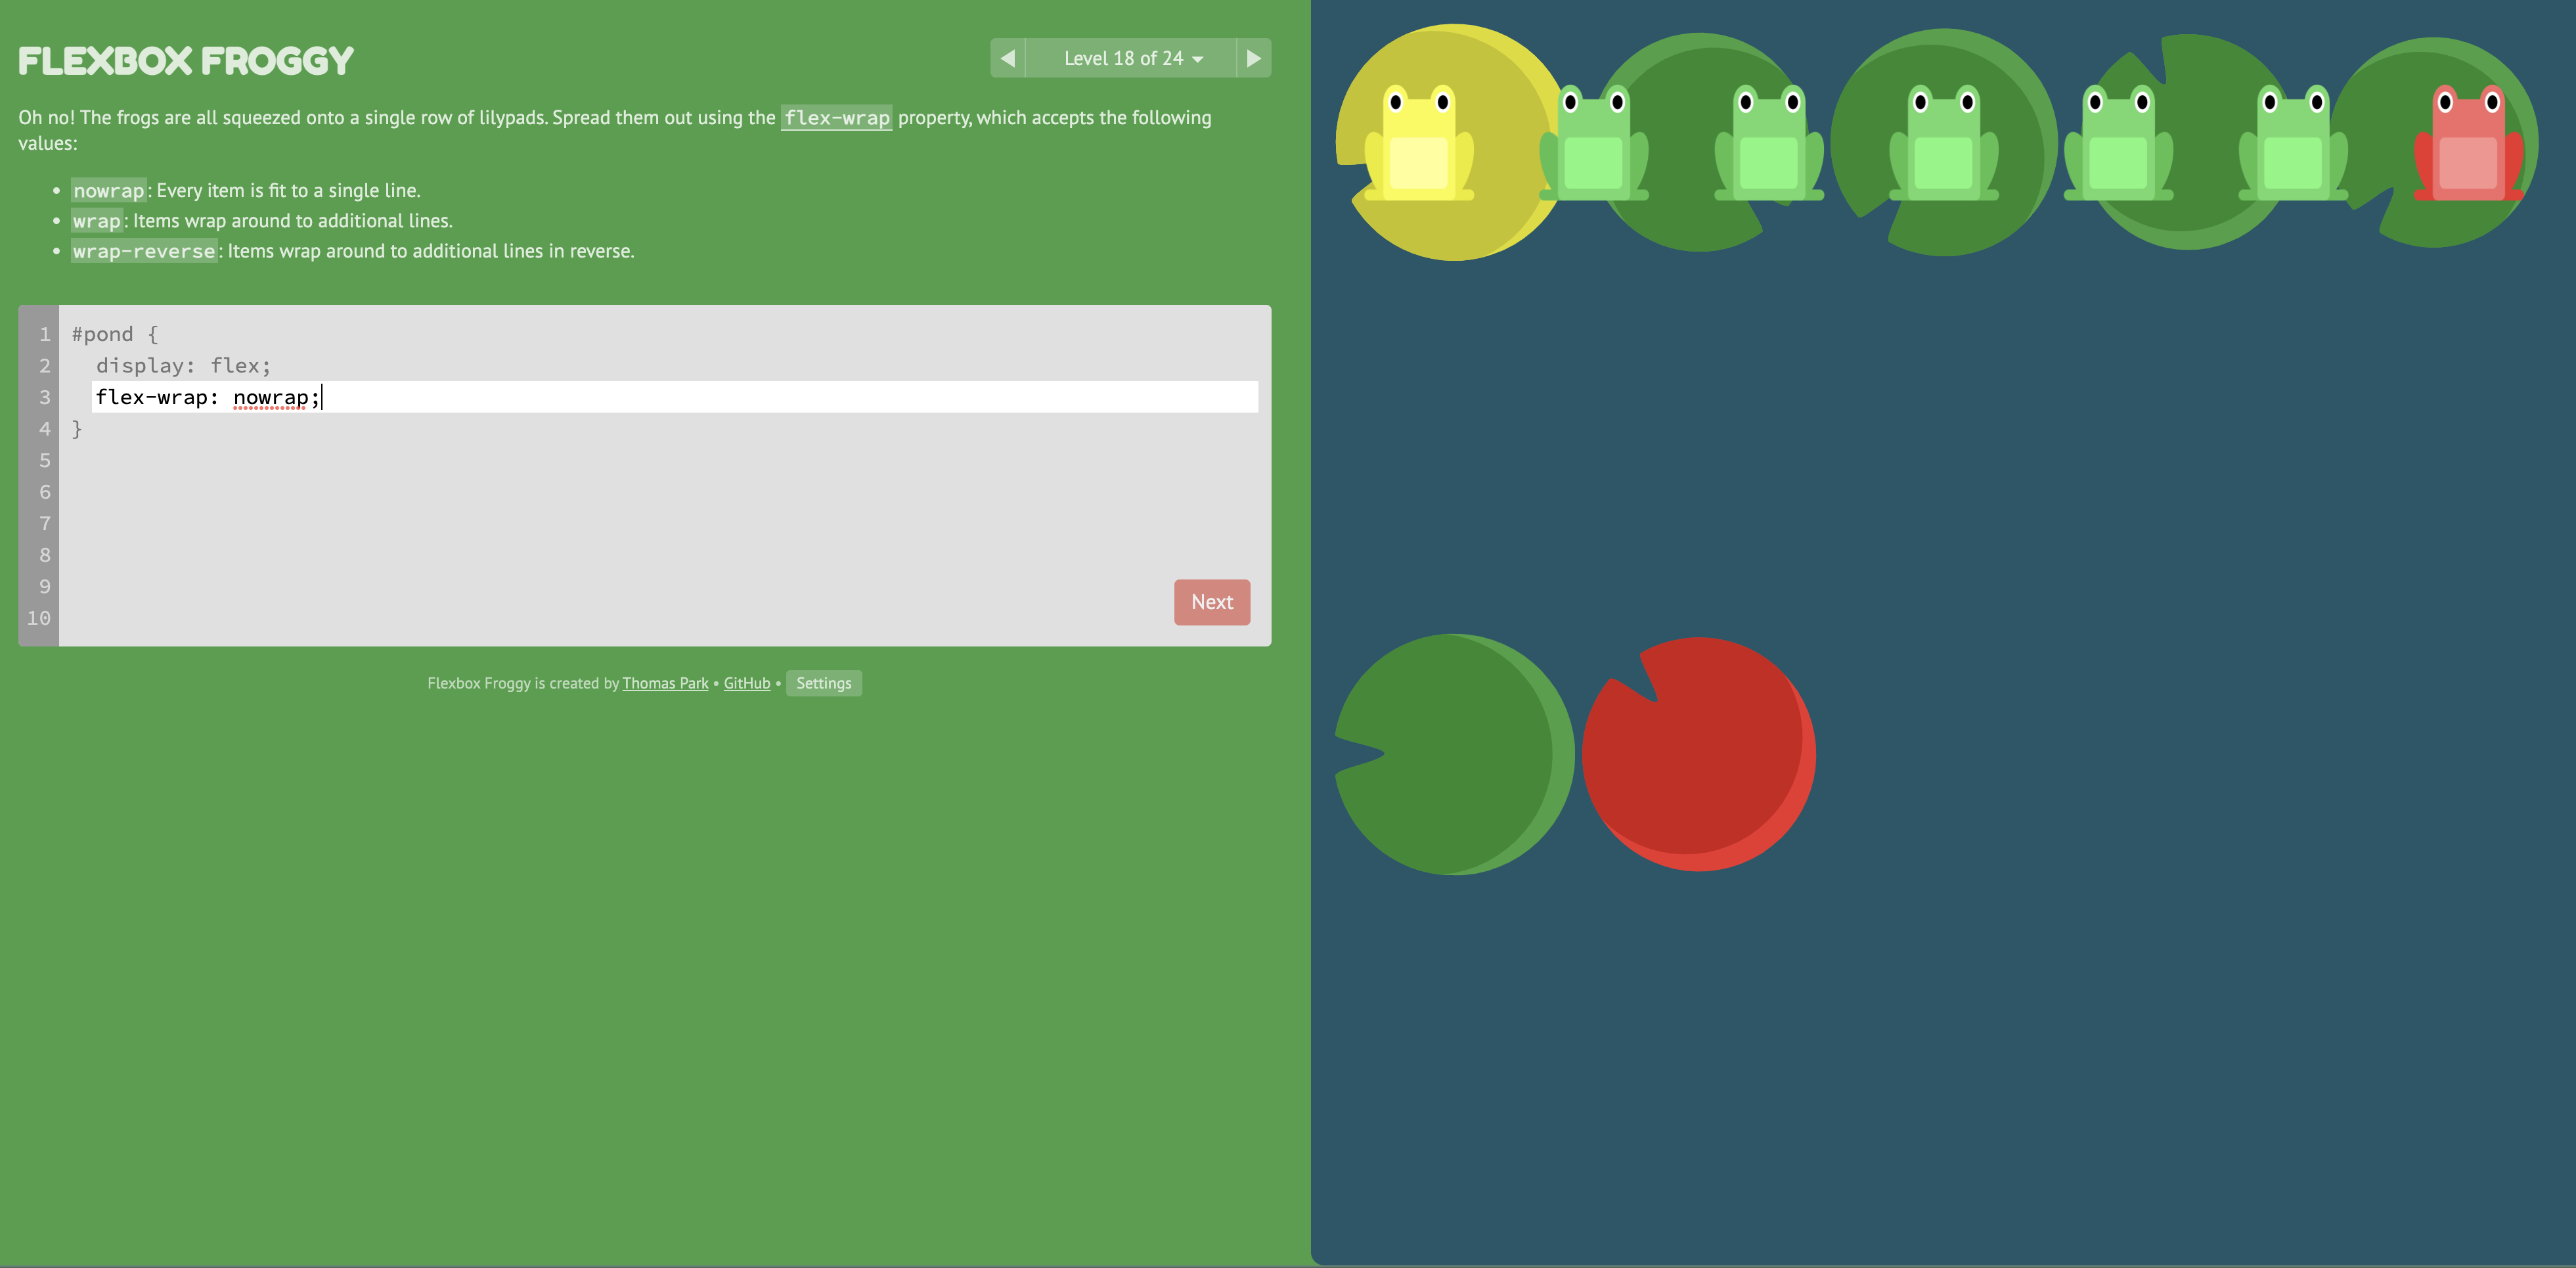 FLEXBOX FROGGY
Level 18 of 24
Oh no! The frogs are all squeezed onto a single row of lilypads. Spread them out using the flex-wrap property, which accepts the following
values:
• nowrap: Every item is fit to a single line.
• wrap: Items wrap around to additional lines.
• wrap-reverse: Items wrap around to additional lines in reverse.
1 #pond {
2 display: flex;
3 flex-wrap: nowrap;
4 }
5
6
7
8
9
10
Next
Flexbox Froggy is created by Thomas Park • GitHub • Settings